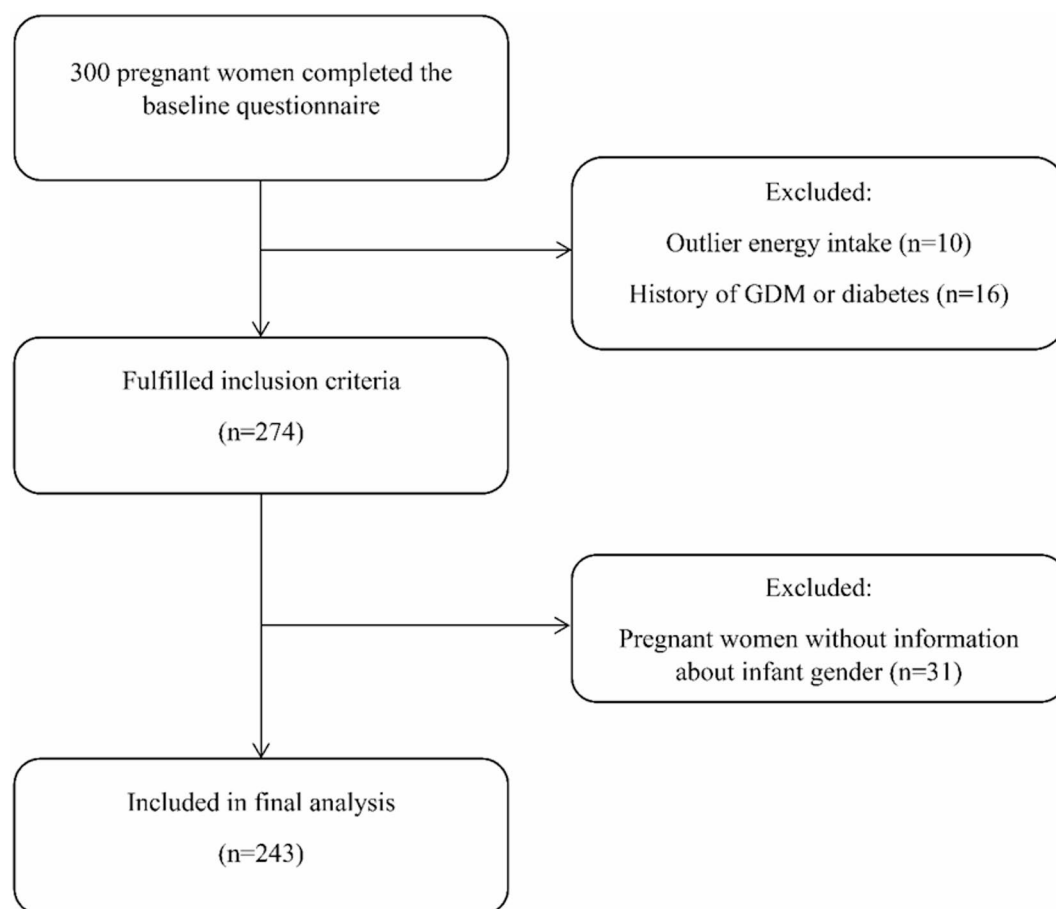 300 pregnant women completed the
baseline questionnaire
Excluded:
Outlier energy intake (n=10)
History of GDM or diabetes (n=16)
Fulfilled inclusion criteria
(n=274)
Excluded:
Pregnant women without information
about infant gender (n=31)
Included in final analysis
(n=243)